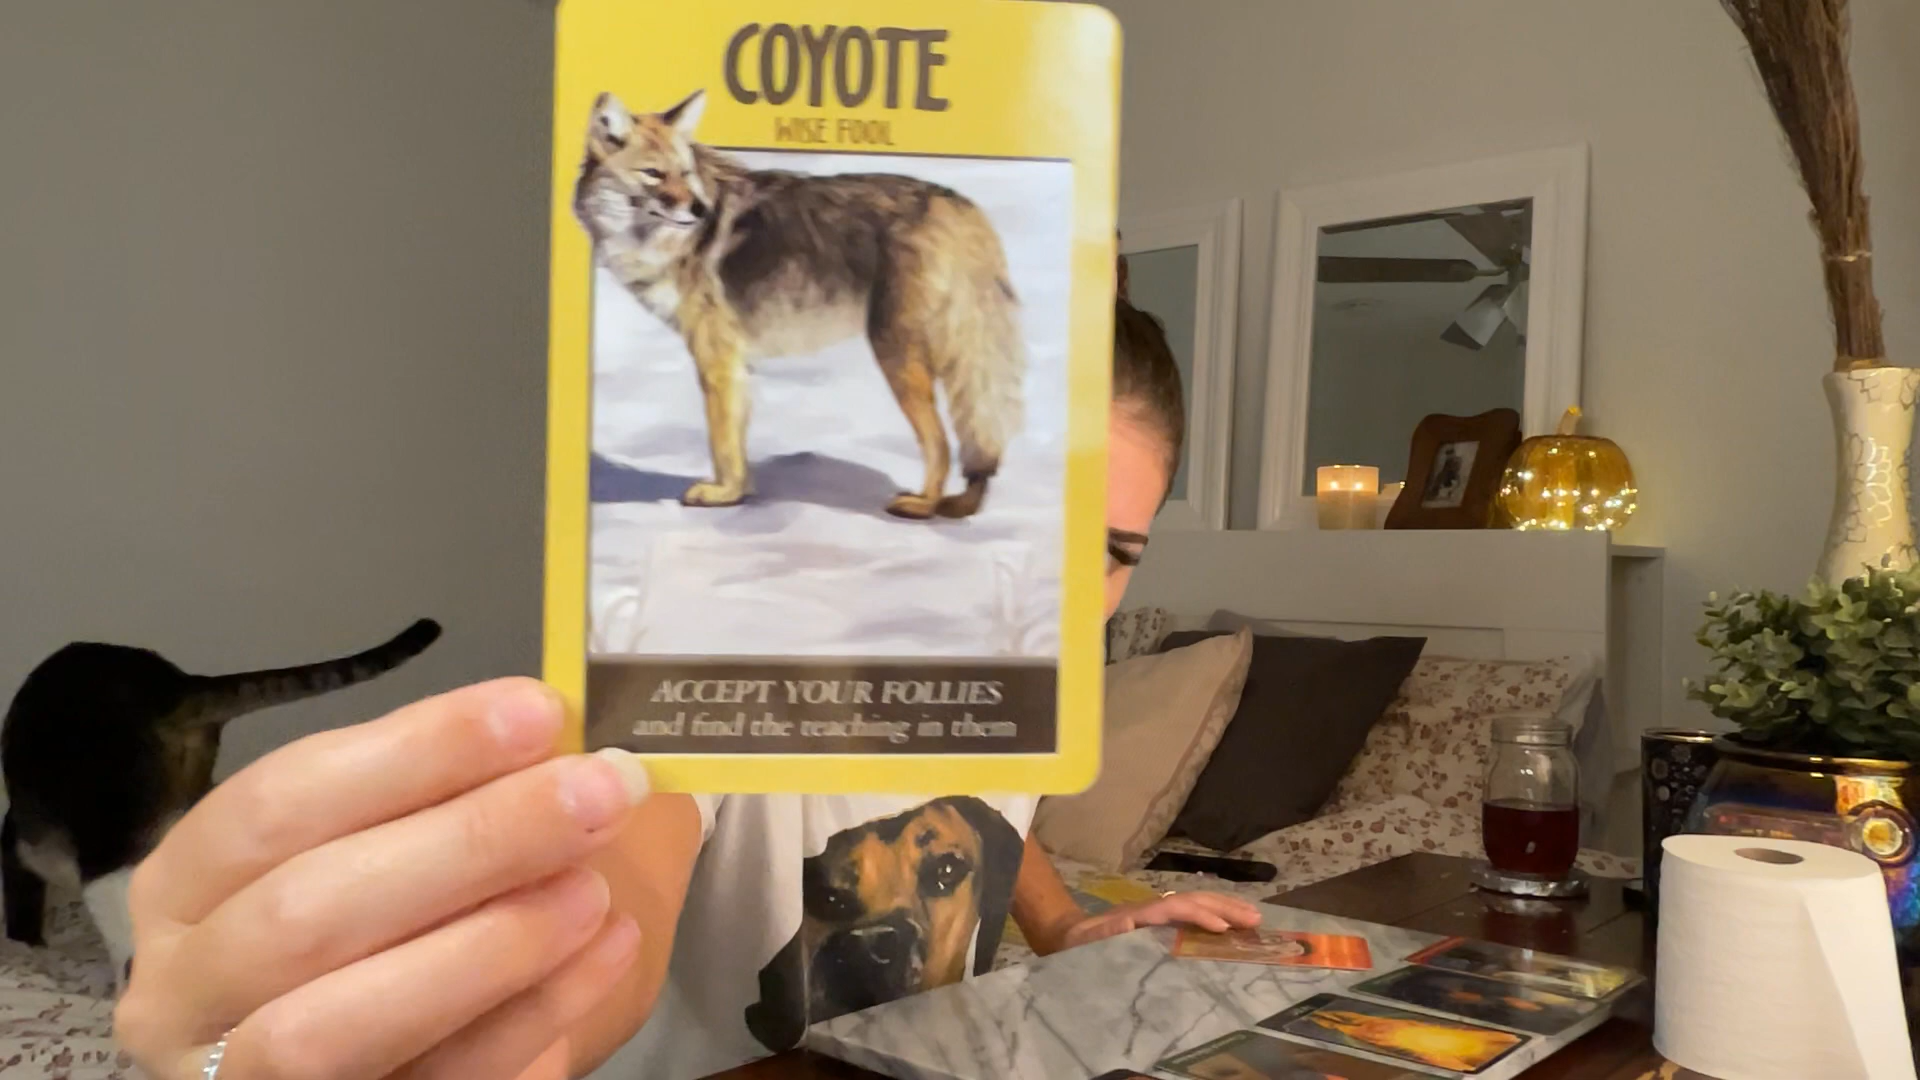 COYOTE
WISE FOOL
ACCEPT YOUR FOLLIES
and find the teaching in them